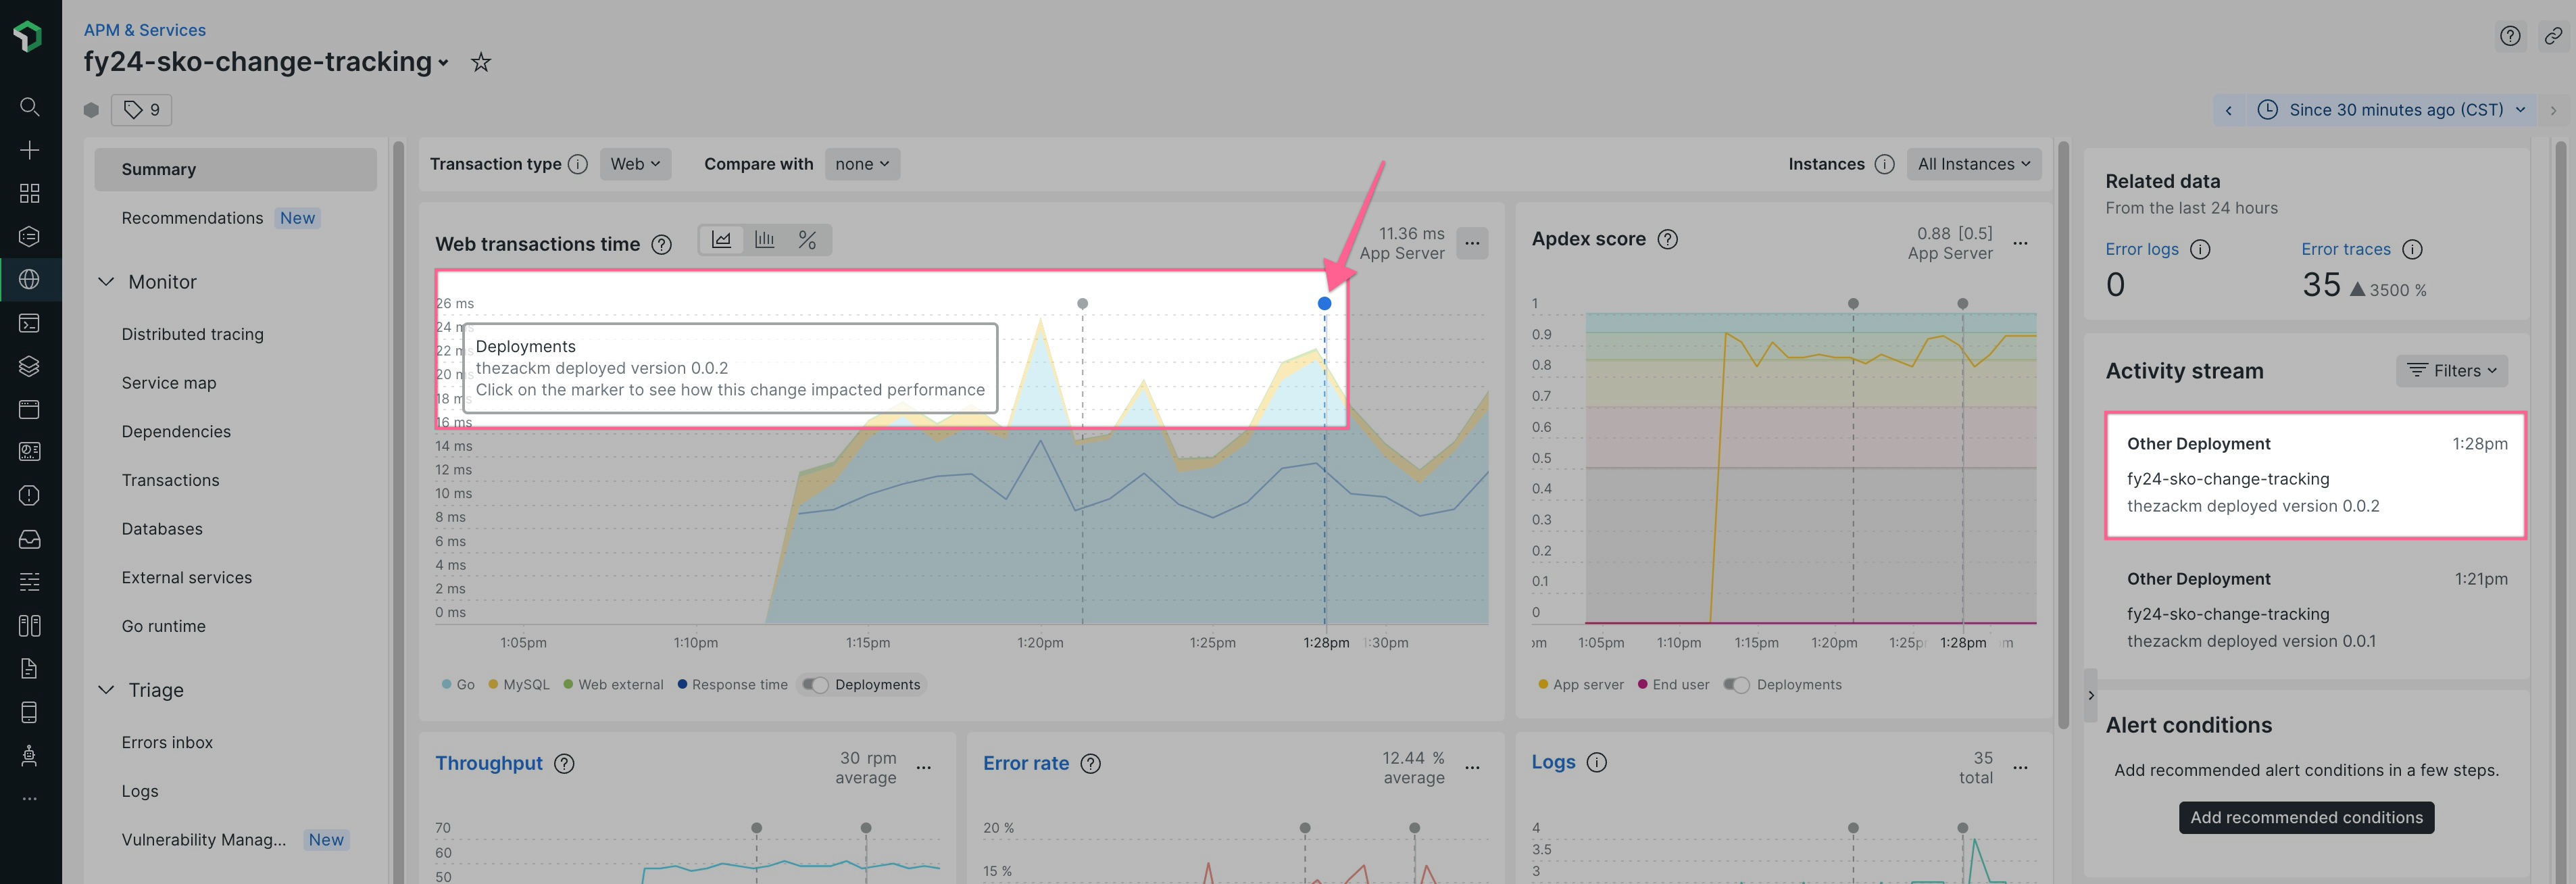 APM & Services
fy24-sko-change-tracking
9
Since 30 minutes ago (CST)
Summary
Recommendations New
Monitor
Distributed tracing
Service map
Dependencies
Transactions
Databases
External services
Go runtime
Triage
Errors inbox
Logs
Vulnerability Manag... New
Transaction type Web
Compare with none
Instances All Instances
Web transactions time
%
11.36 ms
App Server
...
26 ms
24 ms
22 ms
20 ms
18 ms
16 ms
14 ms
12 ms
10 ms
8 ms
6 ms
4 ms
2 ms
0 ms
Deployments
thezackm deployed version 0.0.2
Click on the marker to see how this change impacted performance
1:05pm 1:10pm 1:15pm 1:20pm 1:25pm 1:28pm 1:30pm
Go MySQL Web external Response time Deployments
Apdex score
0.88 [0.5]
App Server
...
1
0.9
0.8
0.7
0.6
0.5
0.4
0.3
0.2
0.1
0
pm 1:05pm 1:10pm 1:15pm 1:20pm 1:25p 1:28pm m
App server End user Deployments
Throughput
30 rpm
average
...
70
60
50
Error rate
12.44 %
average
...
20 %
15 %
Logs
35
total
...
4
3.5
3
Related data
From the last 24 hours
Error logs Error traces
0 35 3500 %
Activity stream Filters
Other Deployment 1:28pm
fy24-sko-change-tracking
thezackm deployed version 0.0.2
Other Deployment 1:21pm
fy24-sko-change-tracking
thezackm deployed version 0.0.1
Alert conditions
Add recommended alert conditions in a few steps.
Add recommended conditions